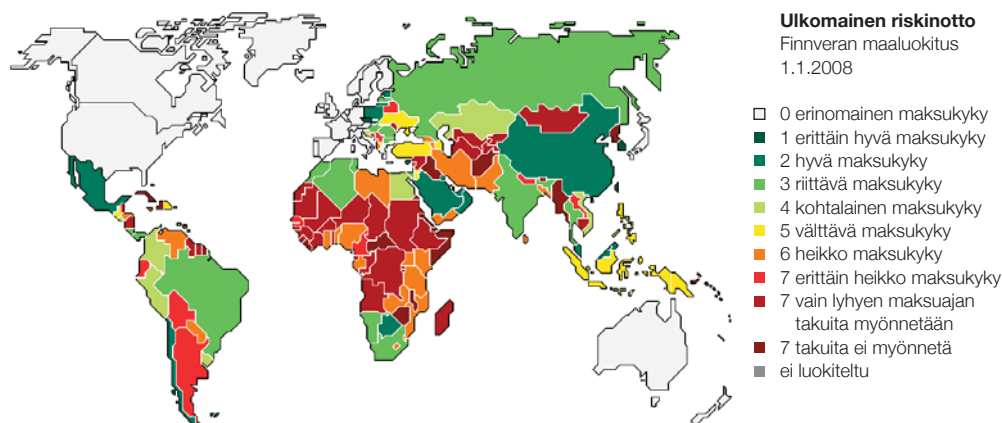 Ulkomainen riskinotto
Finnveran maaluokitus
1.1.2008
0 erinomainen maksukyky
1 erittäin hyvä maksukyky
2 hyvä maksukyky
3 riittävä maksukyky
4 kohtalainen maksukyky
5 välttävä maksukyky
6 heikko maksukyky
7 erittäin heikko maksukyky
7 vain lyhyen maksuajan
takuita myönnetään
7 takuita ei myönnetä
ei luokiteltu